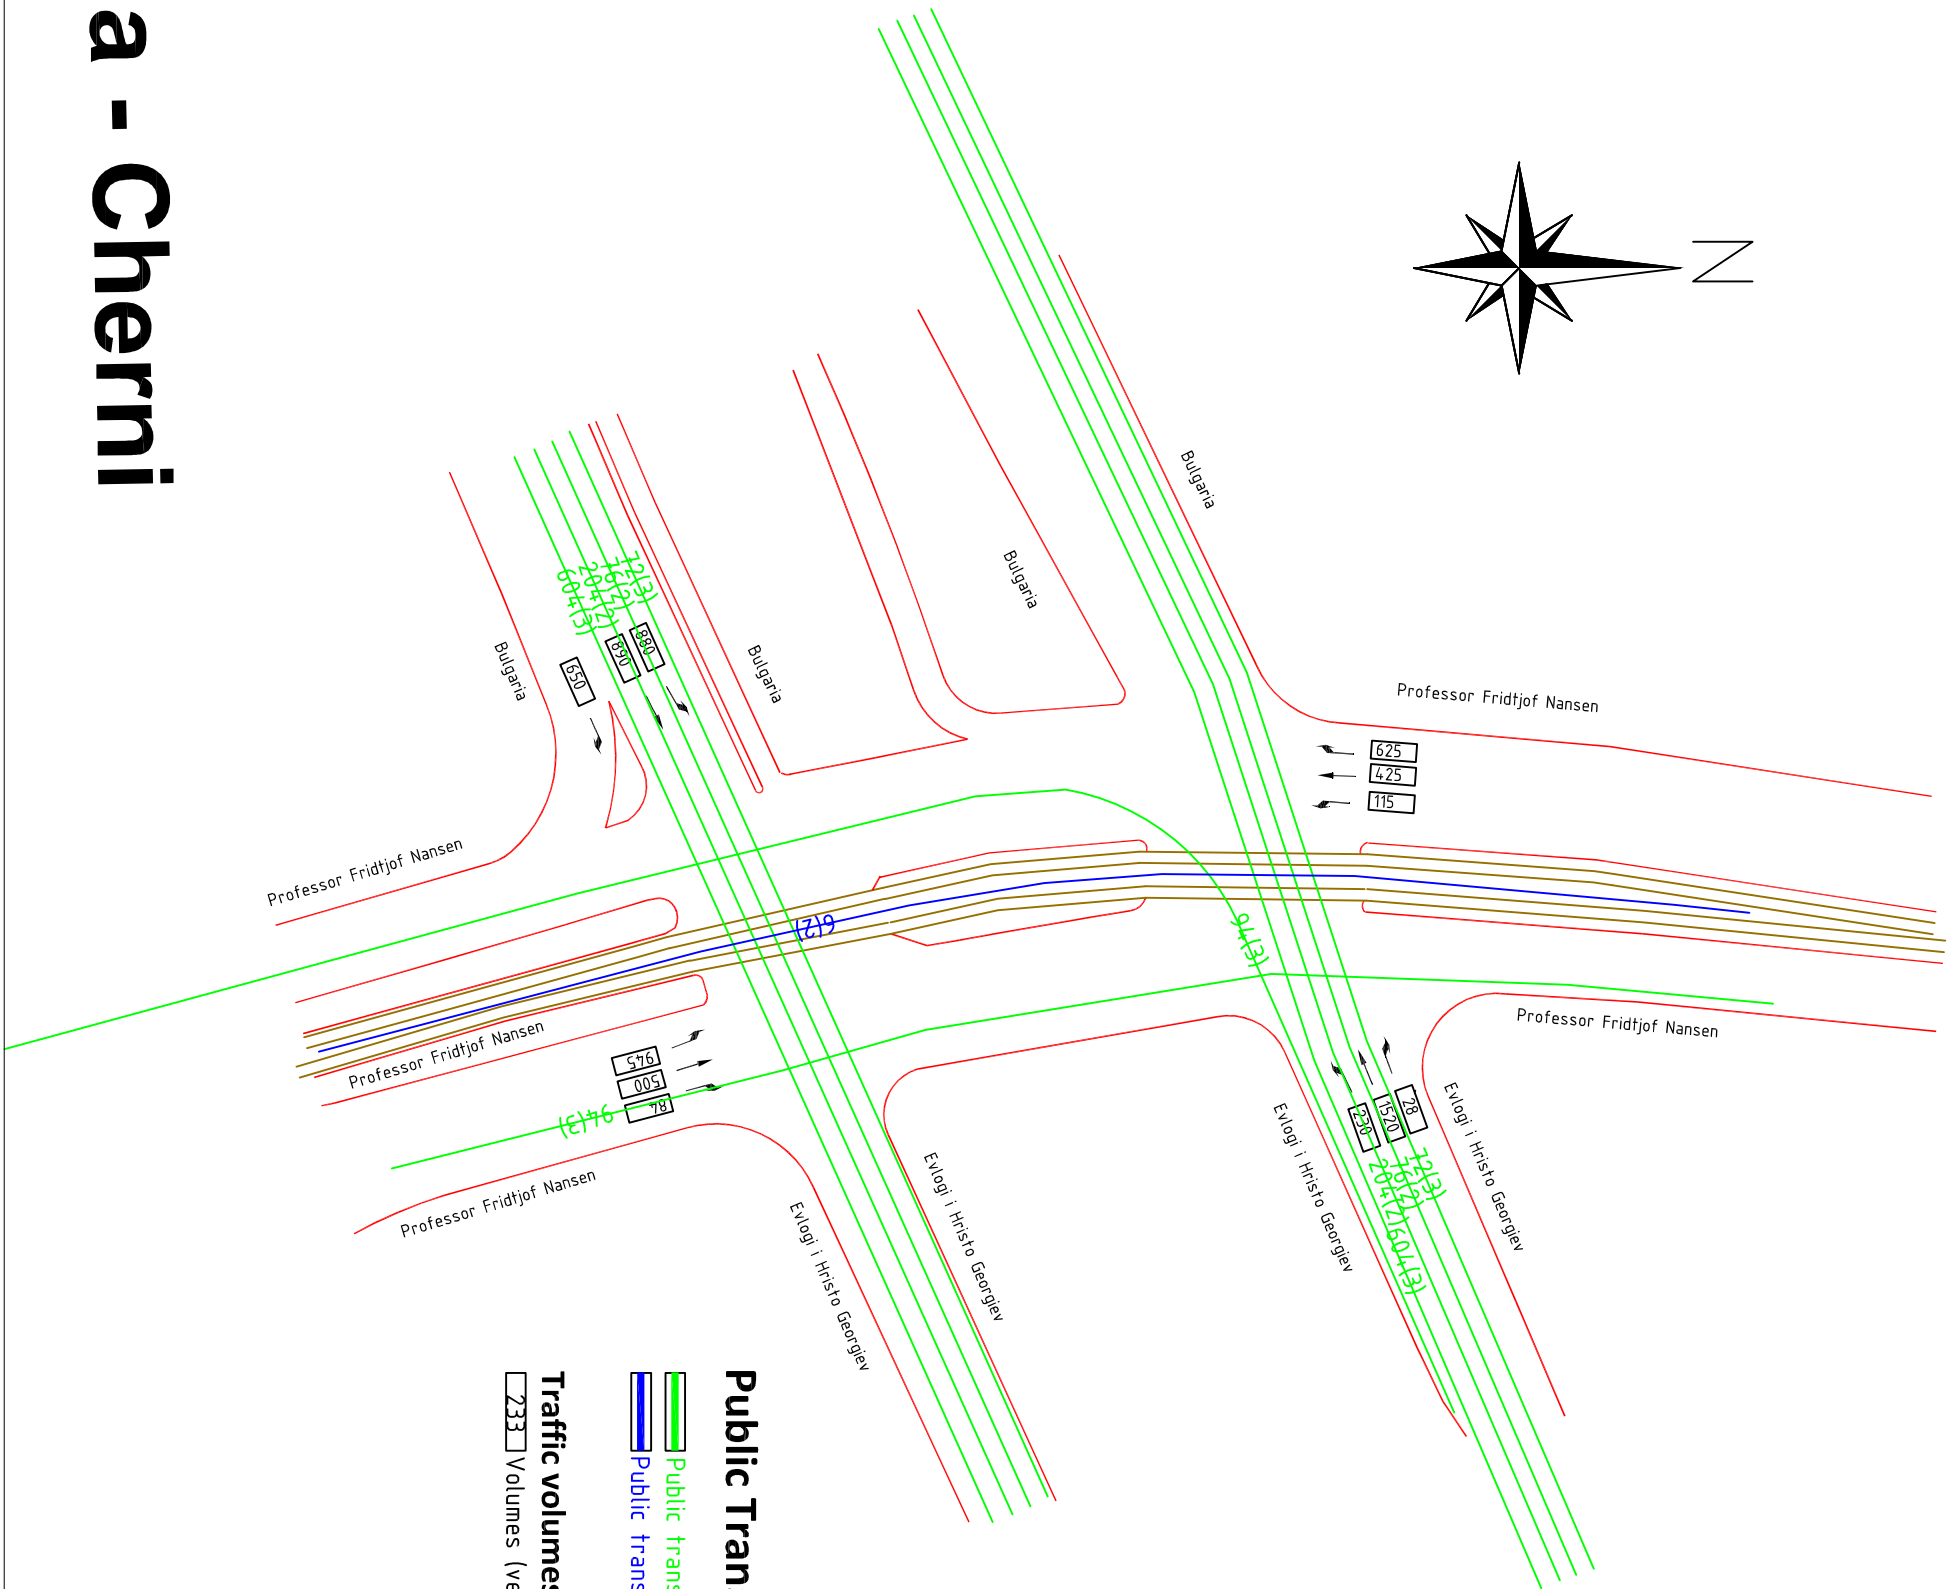 a - Cherni
N
Bulgaria
Bulgaria
Bulgaria
Bulgaria
12(3)
76(2)
204(2)
604(3)
880
890
650
Professor Fridtjof Nansen
625
425
115
Professor Fridtjof Nansen
6(2)
94(3)
Professor Fridtjof Nansen
Professor Fridtjof Nansen
945
500
84
94(3)
Professor Fridtjof Nansen
28
1520
230
72(3)
76(2)
204(2)604(3)
Evlogi i Hristo Georgiev
Evlogi i Hristo Georgiev
Evlogi i Hristo Georgiev
Evlogi i Hristo Georgiev
Public Tran
Public trans
Public trans
Traffic volumes
233 Volumes (ve